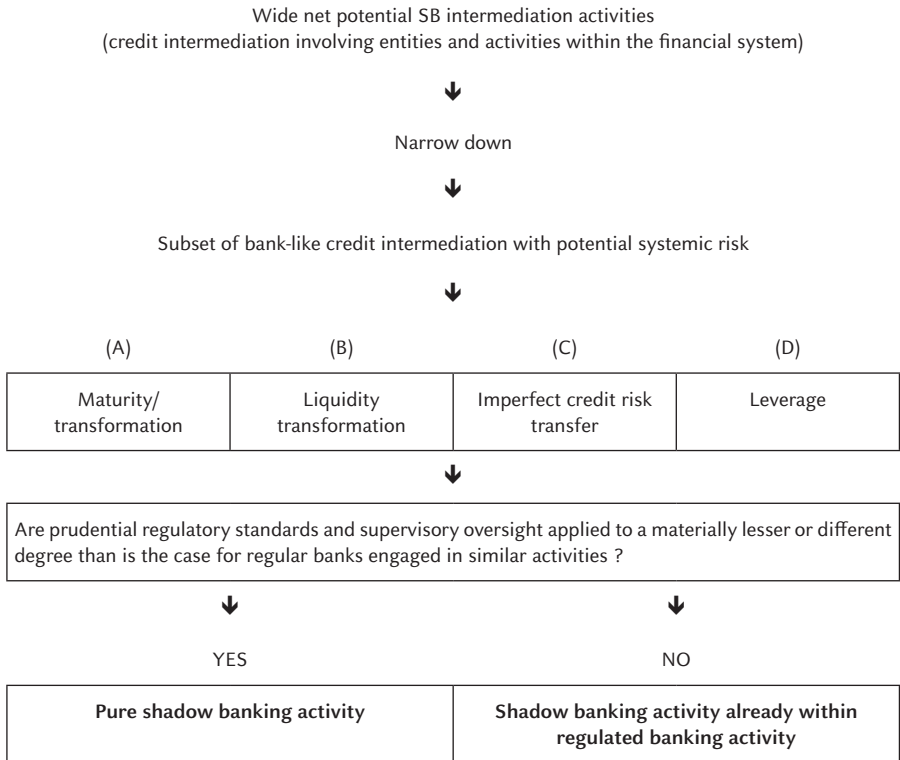 Wide net potential SB intermediation activities
(credit intermediation involving entities and activities within the financial system)
Narrow down
Subset of bank-like credit intermediation with potential systemic risk
(A) (B) (C) (D)
Maturity/
transformation
Liquidity
transformation
Imperfect credit risk
transfer
Leverage
Are prudential regulatory standards and supervisory oversight applied to a materially lesser or different
degree than is the case for regular banks engaged in similar activities ?
YES NO
Pure shadow banking activity
Shadow banking activity already within
regulated banking activity